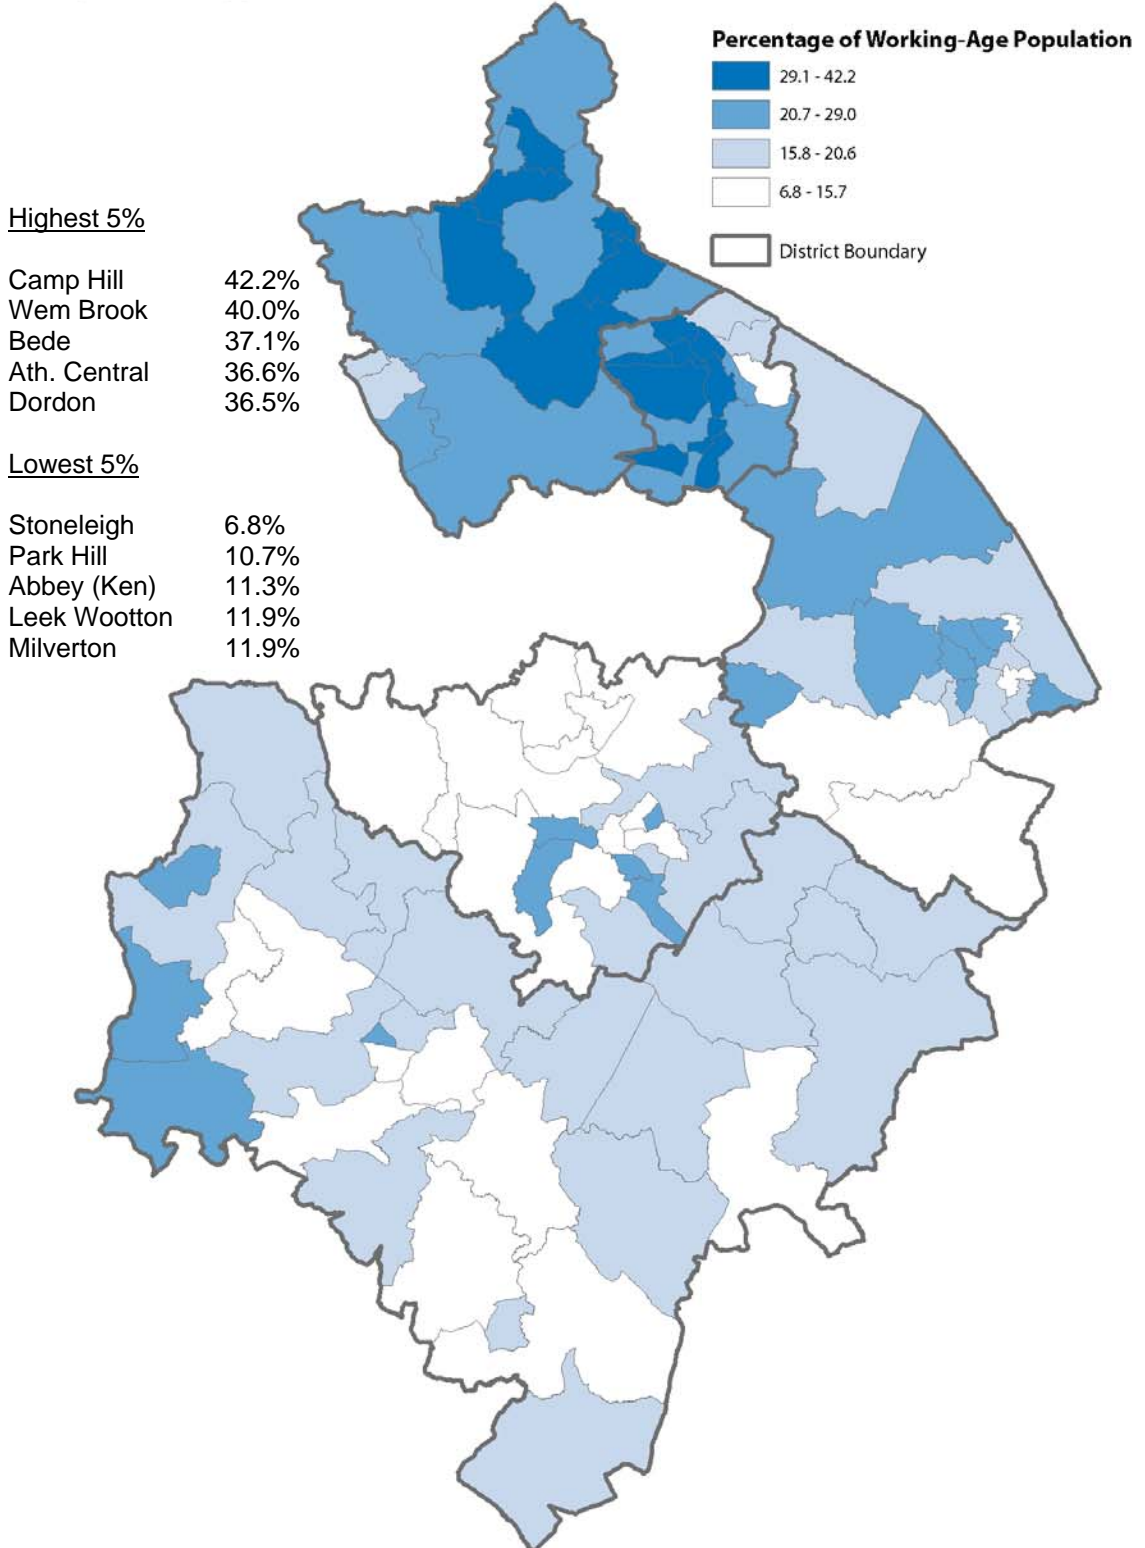 Percentage of Working-Age Population
29.1 - 42.2
20.7 - 29.0
15.8 - 20.6
6.8 - 15.7
District Boundary
Highest 5%
Camp Hill 42.2%
Wem Brook 40.0%
Bede 37.1%
Ath. Central 36.6%
Dordon 36.5%
Lowest 5%
Stoneleigh 6.8%
Park Hill 10.7%
Abbey (Ken) 11.3%
Leek Wootton 11.9%
Milverton 11.9%